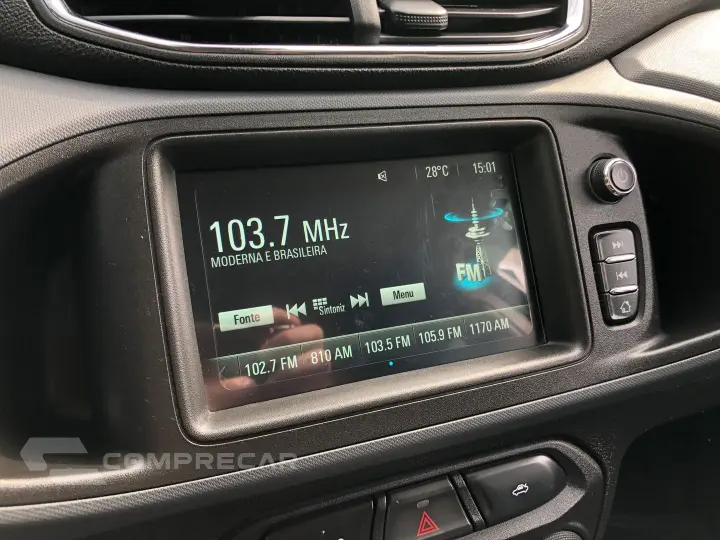 28°C 15:01
103.7 MHz
MODERNA E BRASILEIRA
FM
Fonte Sintoniz Menu
102.7 FM 810 AM 103.5 FM 105.9 FM 1170 AM
COMPRECAR